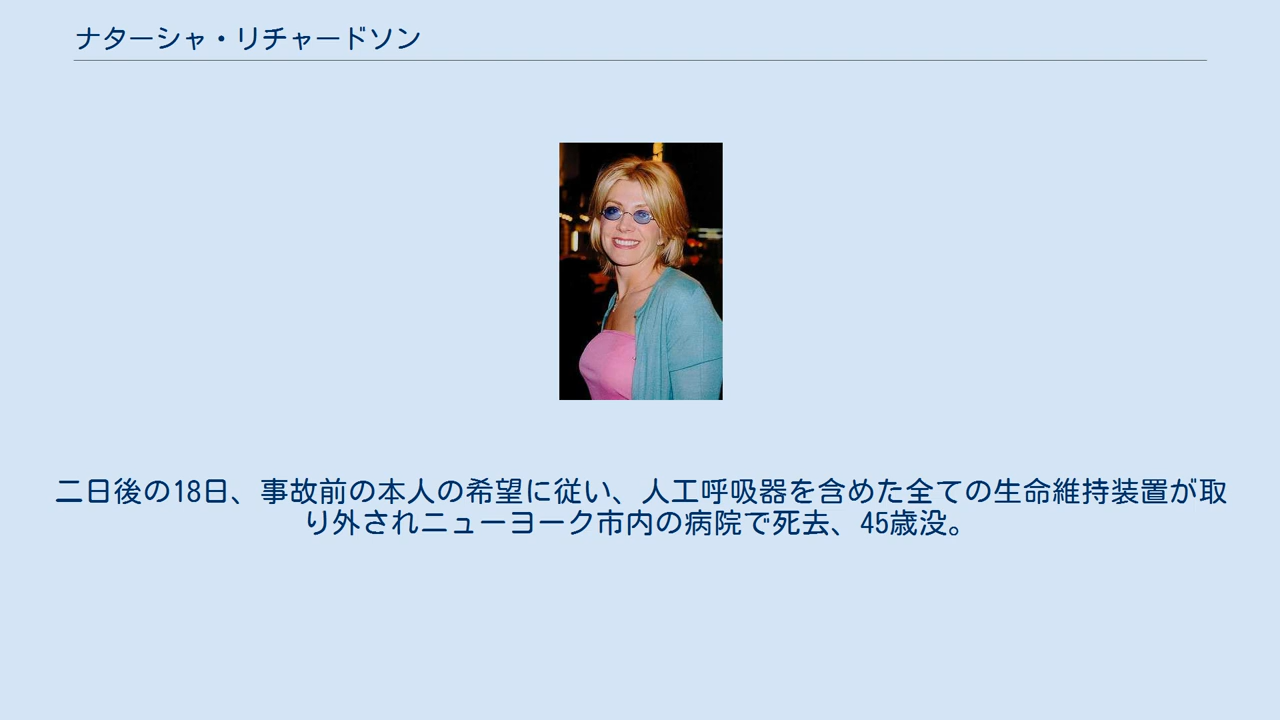 ナターシャ・リチャードソン
二日後の18日、事故前の本人の希望に従い、人工呼吸器を含めた全ての生命維持装置が取
り外されニューヨーク市内の病院で死去、45歳没。